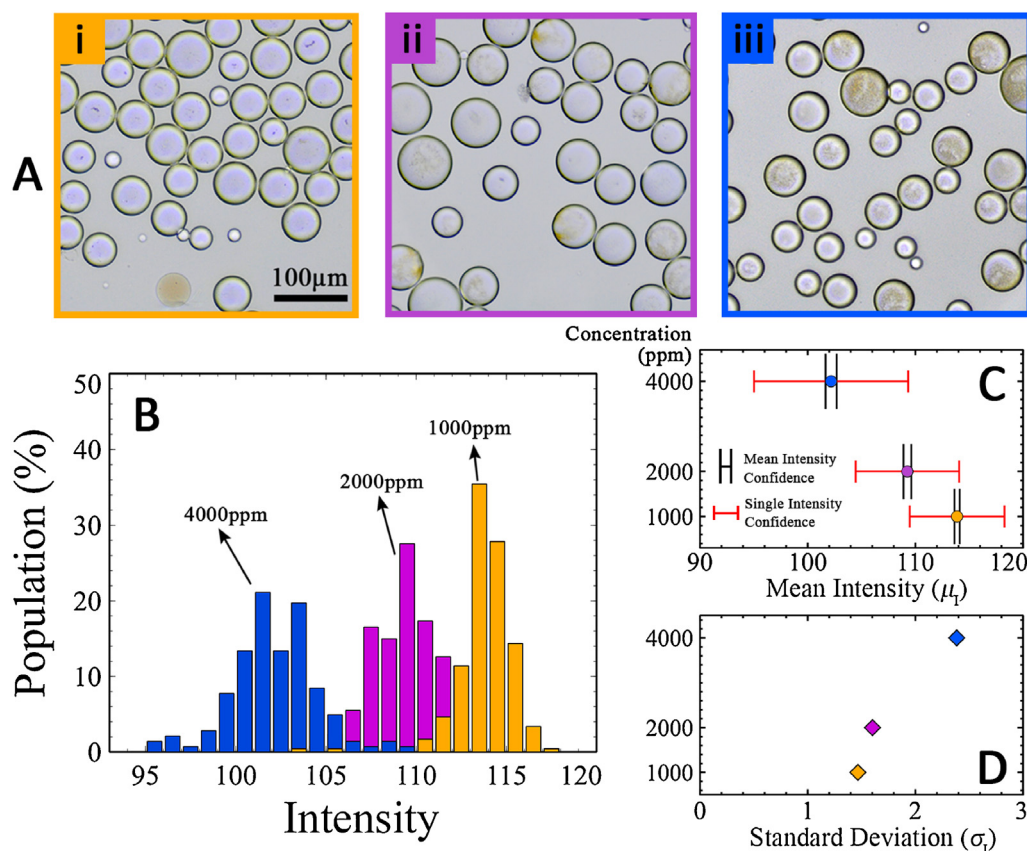 i
ii
iii
A
100μm
B
Population (%)
50
40
30
20
10
0
4000ppm
2000ppm
1000ppm
95
100
105
110
115
120
Intensity
Concentration
(ppm)
C
4000
2000
1000
Mean Intensity
Confidence
Single Intensity
Confidence
90
100
110
120
Mean Intensity (μI)
D
4000
2000
1000
0
1
2
3
Standard Deviation (σI)